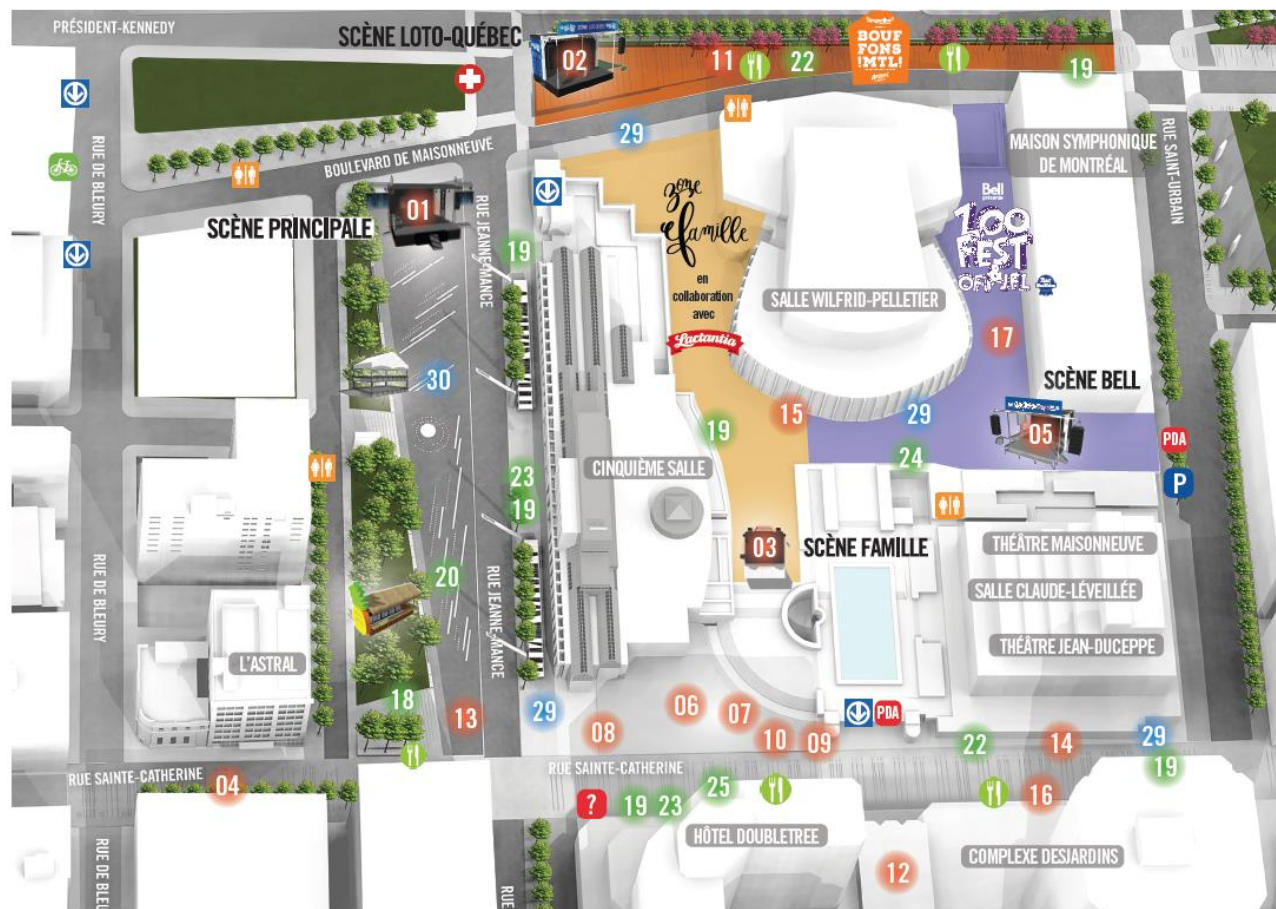 PRÉSIDENT-KENNEDY
SCÈNE LOTO-QUÉBEC
02
11
22
BOUF
FONS
!MTL!
19
RUE DE BLEURY
BOULEVARD DE MAISONNEUVE
29
MAISON SYMPHONIQUE
DE MONTRÉAL
RUE SAINT-URBAIN
SCÈNE PRINCIPALE
01
RUE JEANNE-MANCE
19
zone
famille
en
collaboration
avec
Lactantia
SALLE WILFRID-PELLETIER
Bell
présente
ZOO
FEST
&
OFF-JFL
17
30
SCÈNE BELL
05
15
29
19
24
PDA
P
CINQUIÈME SALLE
23
19
03
SCÈNE FAMILLE
THÉÂTRE MAISONNEUVE
SALLE CLAUDE-LÉVEILLÉE
THÉÂTRE JEAN-DUCEPPE
RUE DE BLEURY
20
RUE JEANNE-MANCE
L'ASTRAL
18
13
29
06
07
08
10
09
PDA
22
14
29
19
RUE SAINTE-CATHERINE
04
RUE SAINTE-CATHERINE
?
19
23
25
16
HÔTEL DOUBLETREE
COMPLEXE DESJARDINS
12
RUE DE BLEU
RUE